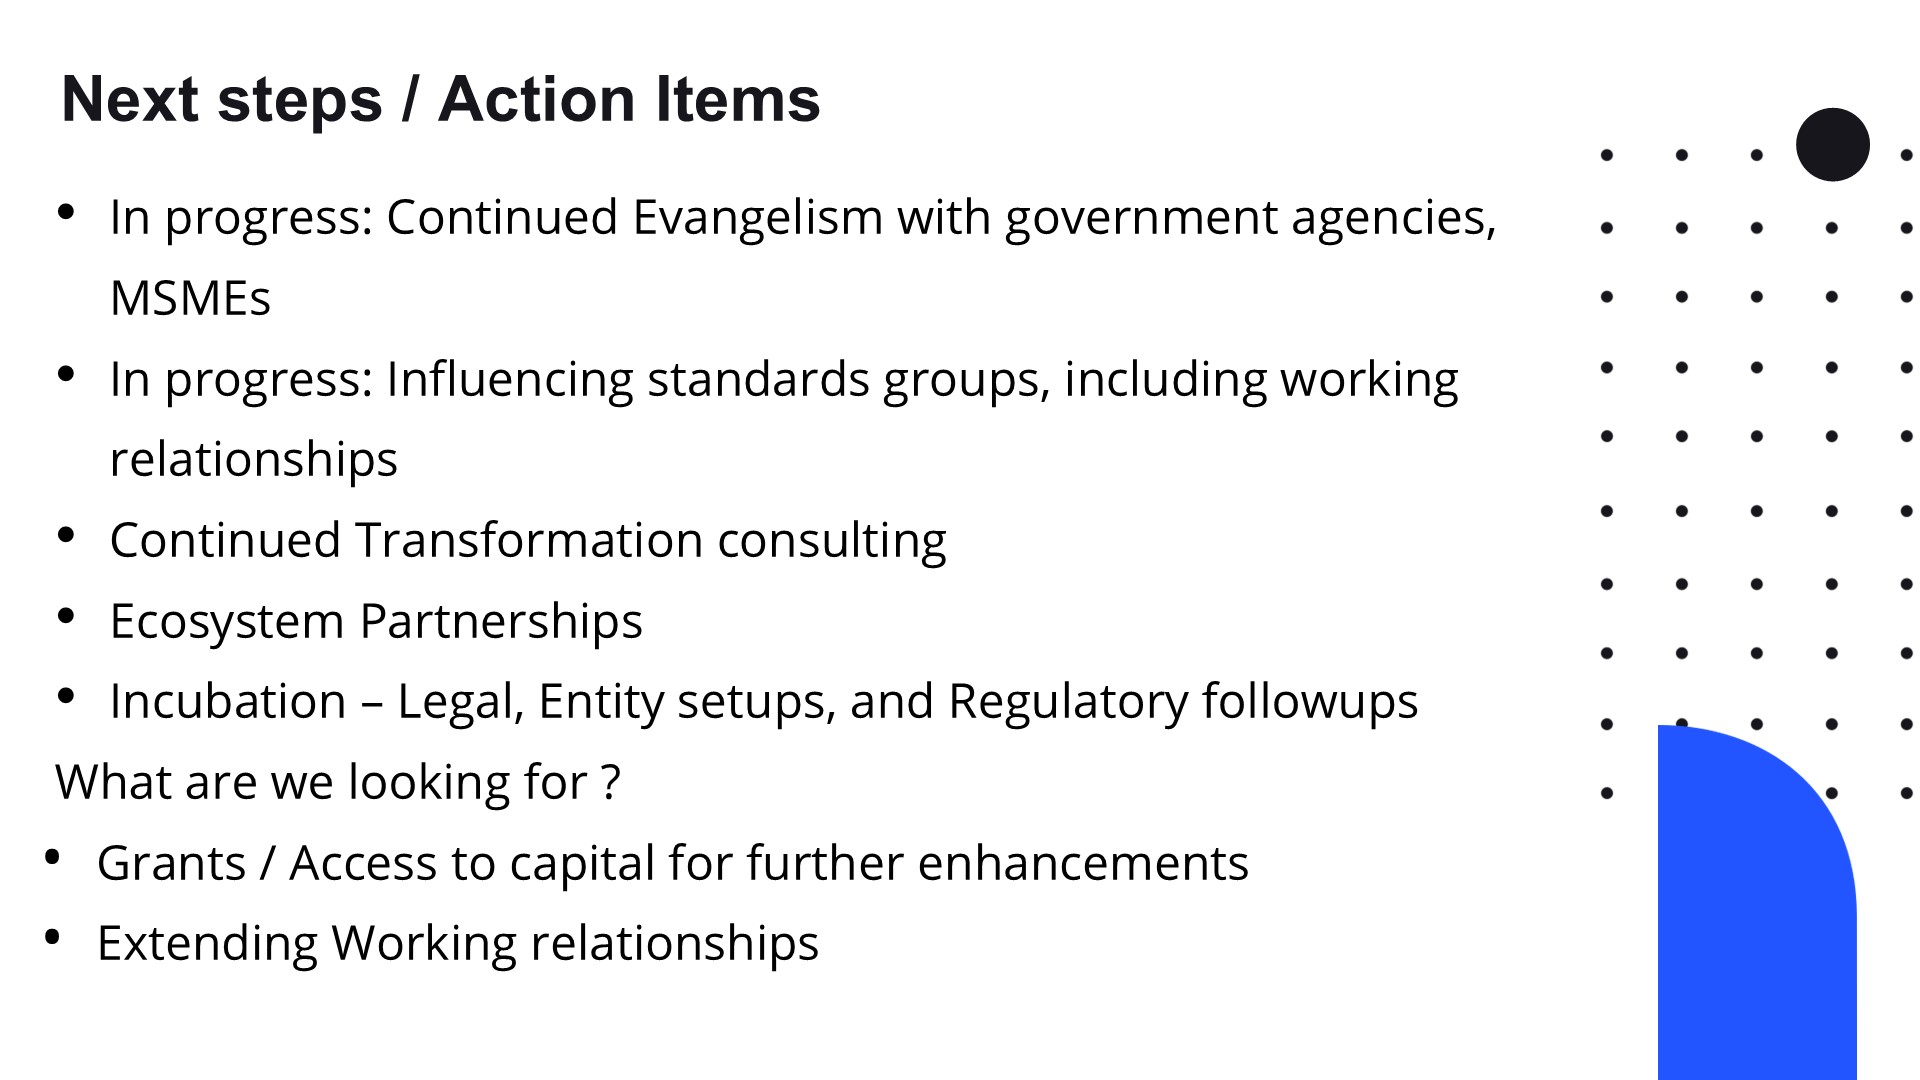 Next steps / Action Items
• In progress: Continued Evangelism with government agencies,
MSMEs
• In progress: Influencing standards groups, including working
relationships
• Continued Transformation consulting
• Ecosystem Partnerships
• Incubation – Legal, Entity setups, and Regulatory followups
What are we looking for ?
• Grants / Access to capital for further enhancements
• Extending Working relationships